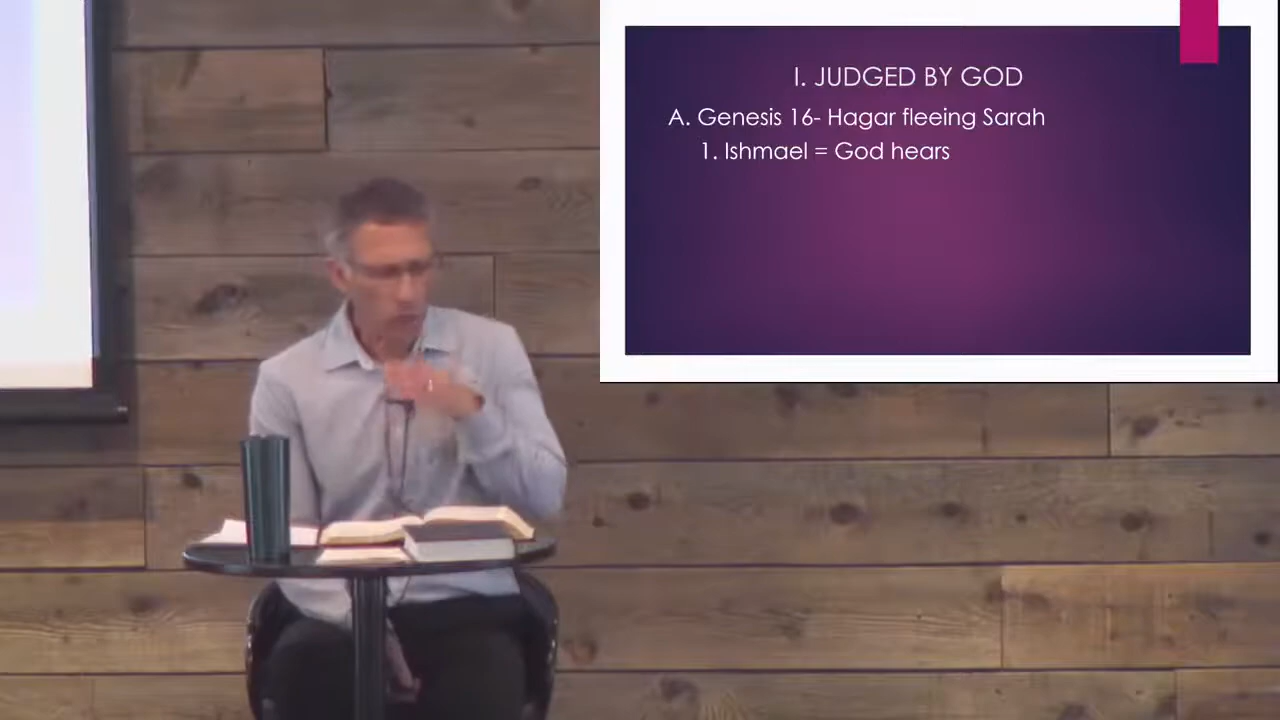 I. JUDGED BY GOD
A. Genesis 16- Hagar fleeing Sarah
1. Ishmael = God hears